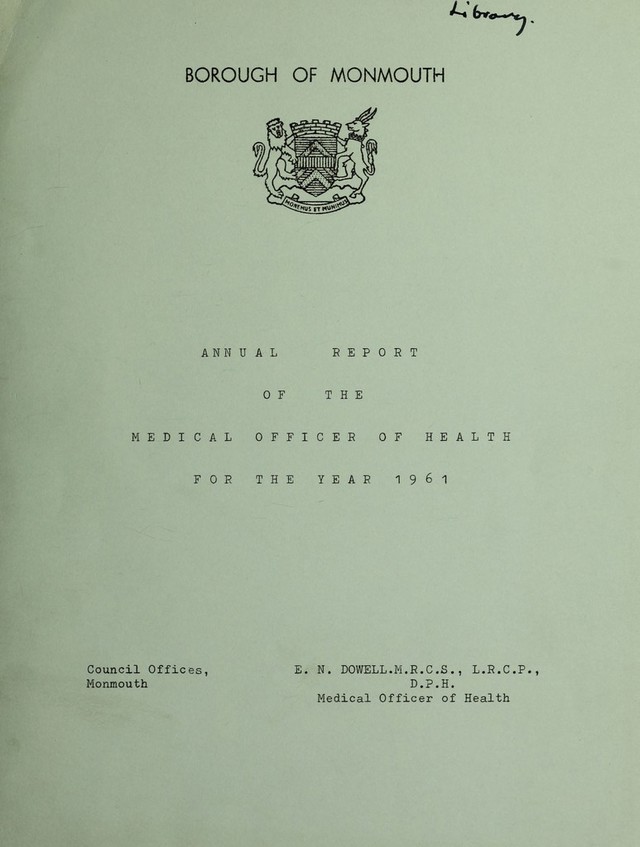 Library.
BOROUGH OF MONMOUTH
MONEMUS ET MUNIMUS
ANNUAL REPORT
OF THE
MEDICAL OFFICER OF HEALTH
FOR THE YEAR 1961
Council Offices,
Monmouth
E. N. DOWELL.M.R.C.S., L.R.C.P.,
D.P.H.
Medical Officer of Health